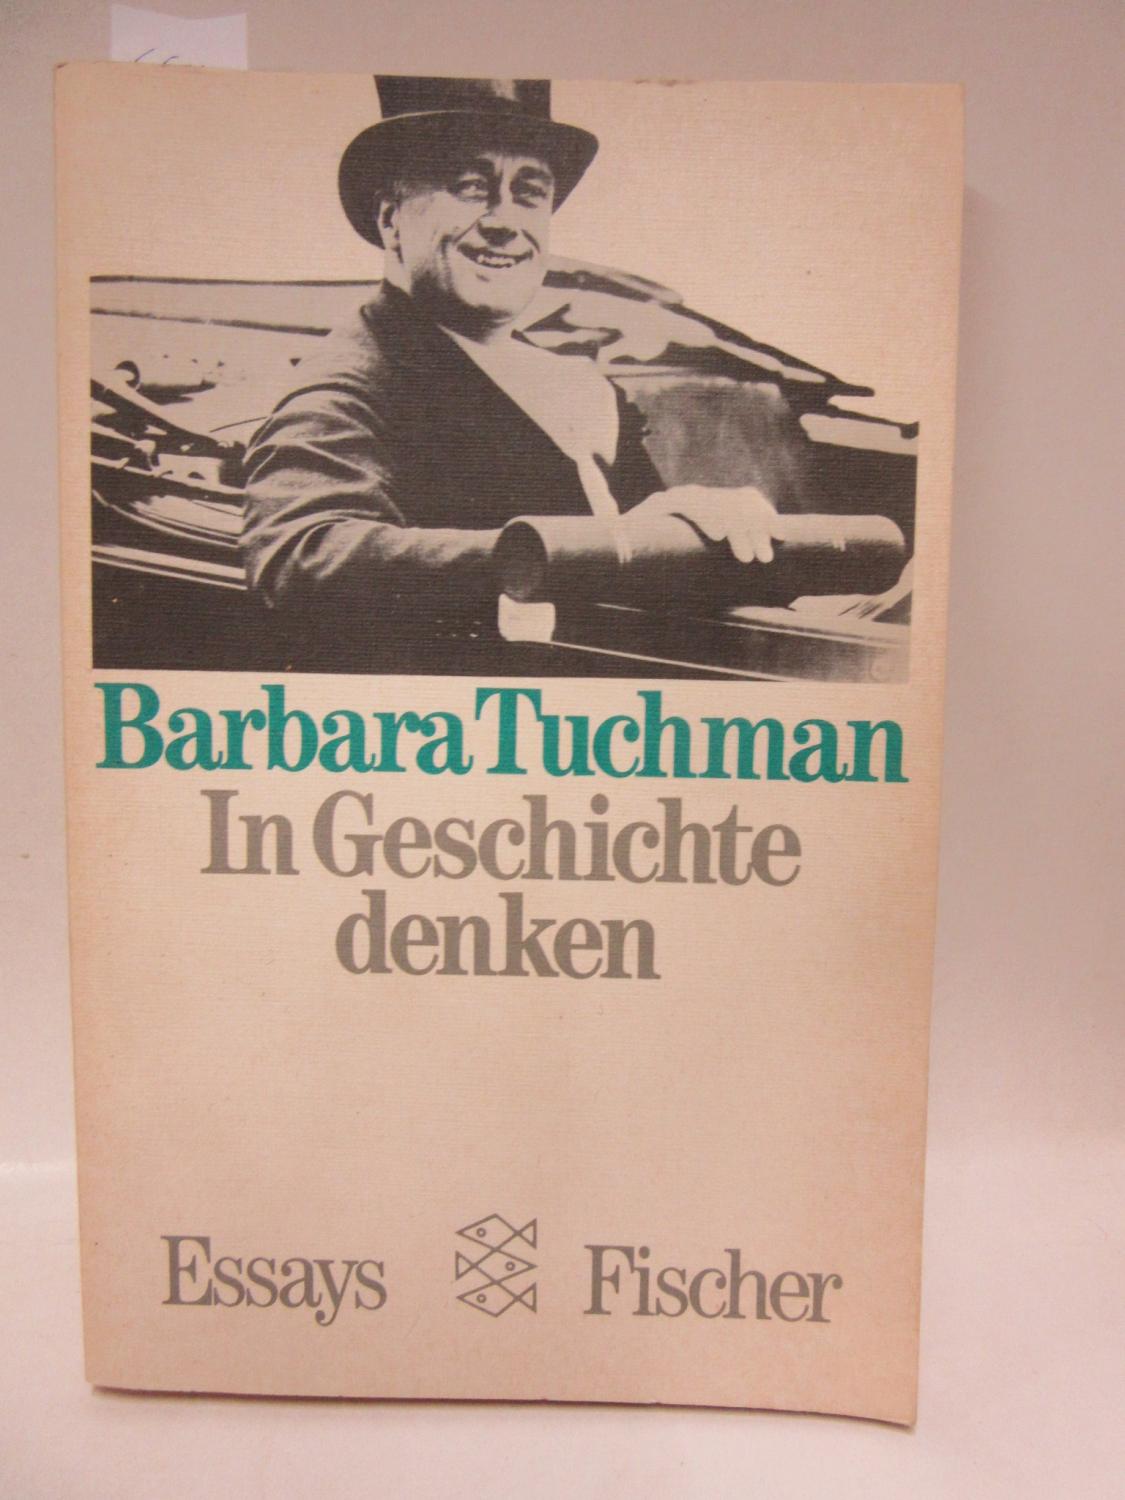 Barbara Tuchman
In Geschichte
denken
Essays Fischer